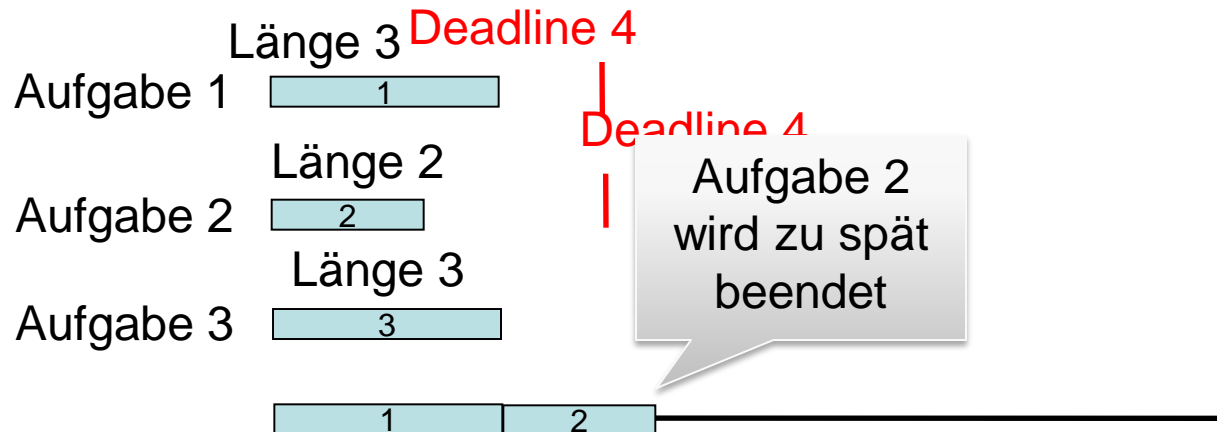 Länge 3 Deadline 4
Aufgabe 1
1
Deadline 4
Länge 2
Aufgabe 2
2
Aufgabe 2
wird zu spät
beendet
Länge 3
Aufgabe 3
3
1 2